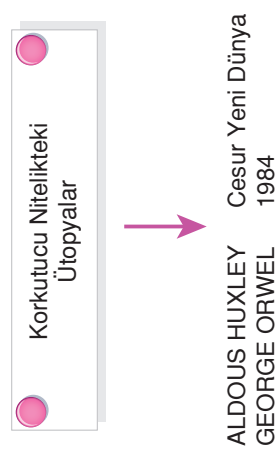 Korkutucu Nitelikteki
Ütopyalar
ALDOUS HUXLEY Cesur Yeni Dünya
GEORGE ORWEL 1984